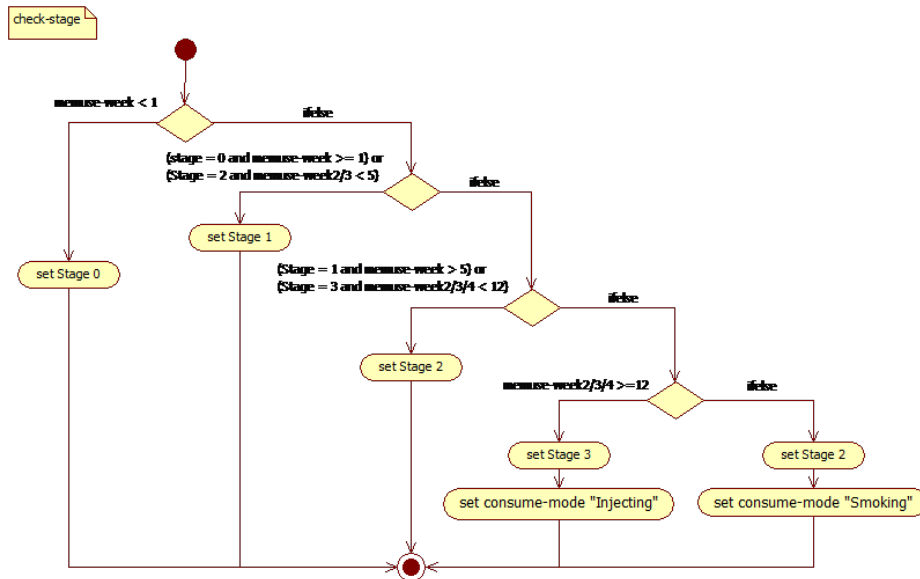 check-stage
memuse-week < 1
ifelse
(stage = 0 and memuse-week >= 1) or
(Stage = 2 and memuse-week2/3 < 5)
ifelse
set Stage 1
set Stage 0
(Stage = 1 and memuse-week > 5) or
(Stage = 3 and memuse-week2/3/4 < 12)
ifelse
set Stage 2
memuse-week2/3/4 >=12
ifelse
set Stage 3
set Stage 2
set consume-mode "Injecting"
set consume-mode "Smoking"